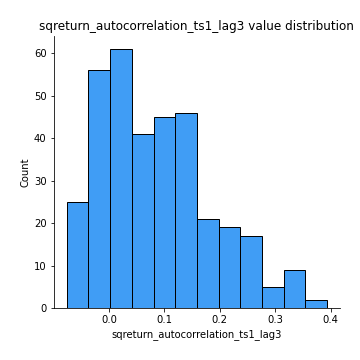 sqreturn_autocorrelation_ts1_lag3 value distribution
60
50
40
30
20
10
0
Count
0.0 0.1 0.2 0.3 0.4
sqreturn_autocorrelation_ts1_lag3